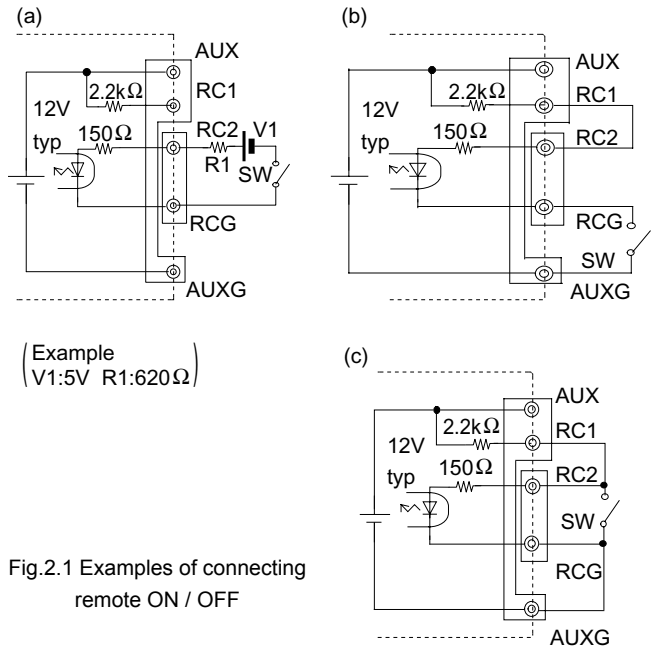 (a)
AUX
2.2kΩ
RC1
12V
typ
150Ω
RC2
V1
R1
SW
RCG
AUXG
(Example
V1:5V R1:620Ω)
(b)
AUX
2.2kΩ
RC1
12V
typ
150Ω
RC2
RCG
SW
AUXG
(c)
AUX
2.2kΩ
RC1
12V
typ
150Ω
RC2
SW
RCG
AUXG
Fig.2.1 Examples of connecting
remote ON / OFF